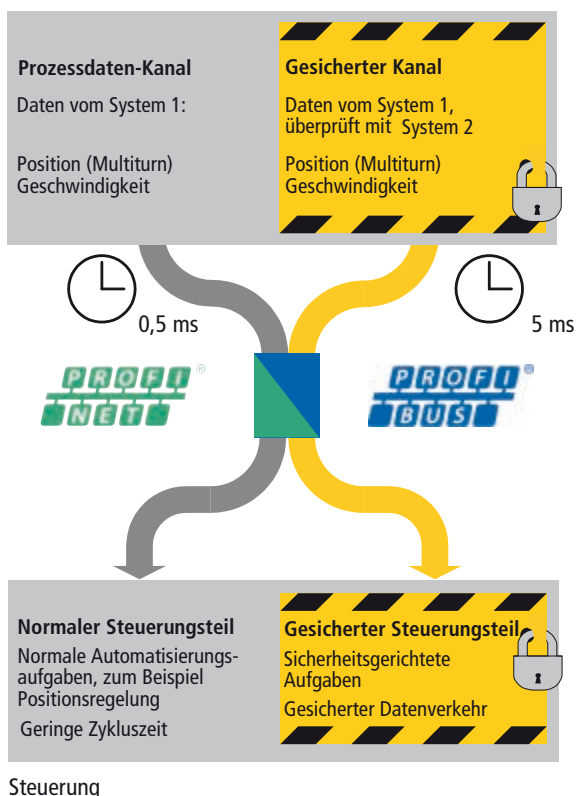 Prozessdaten-Kanal
Daten vom System 1:
Position (Multiturn)
Geschwindigkeit
Gesicherter Kanal
Daten vom System 1,
überprüft mit System 2
Position (Multiturn)
Geschwindigkeit
0,5 ms
5 ms
PROFI
NET
®
PROFI
BUS
®
Normaler Steuerungsteil
Normale Automatisierungs-
aufgaben, zum Beispiel
Positionsregelung
Geringe Zykluszeit
Gesicherter Steuerungsteil
Sicherheitsgerichtete
Aufgaben
Gesicherter Datenverkehr
Steuerung